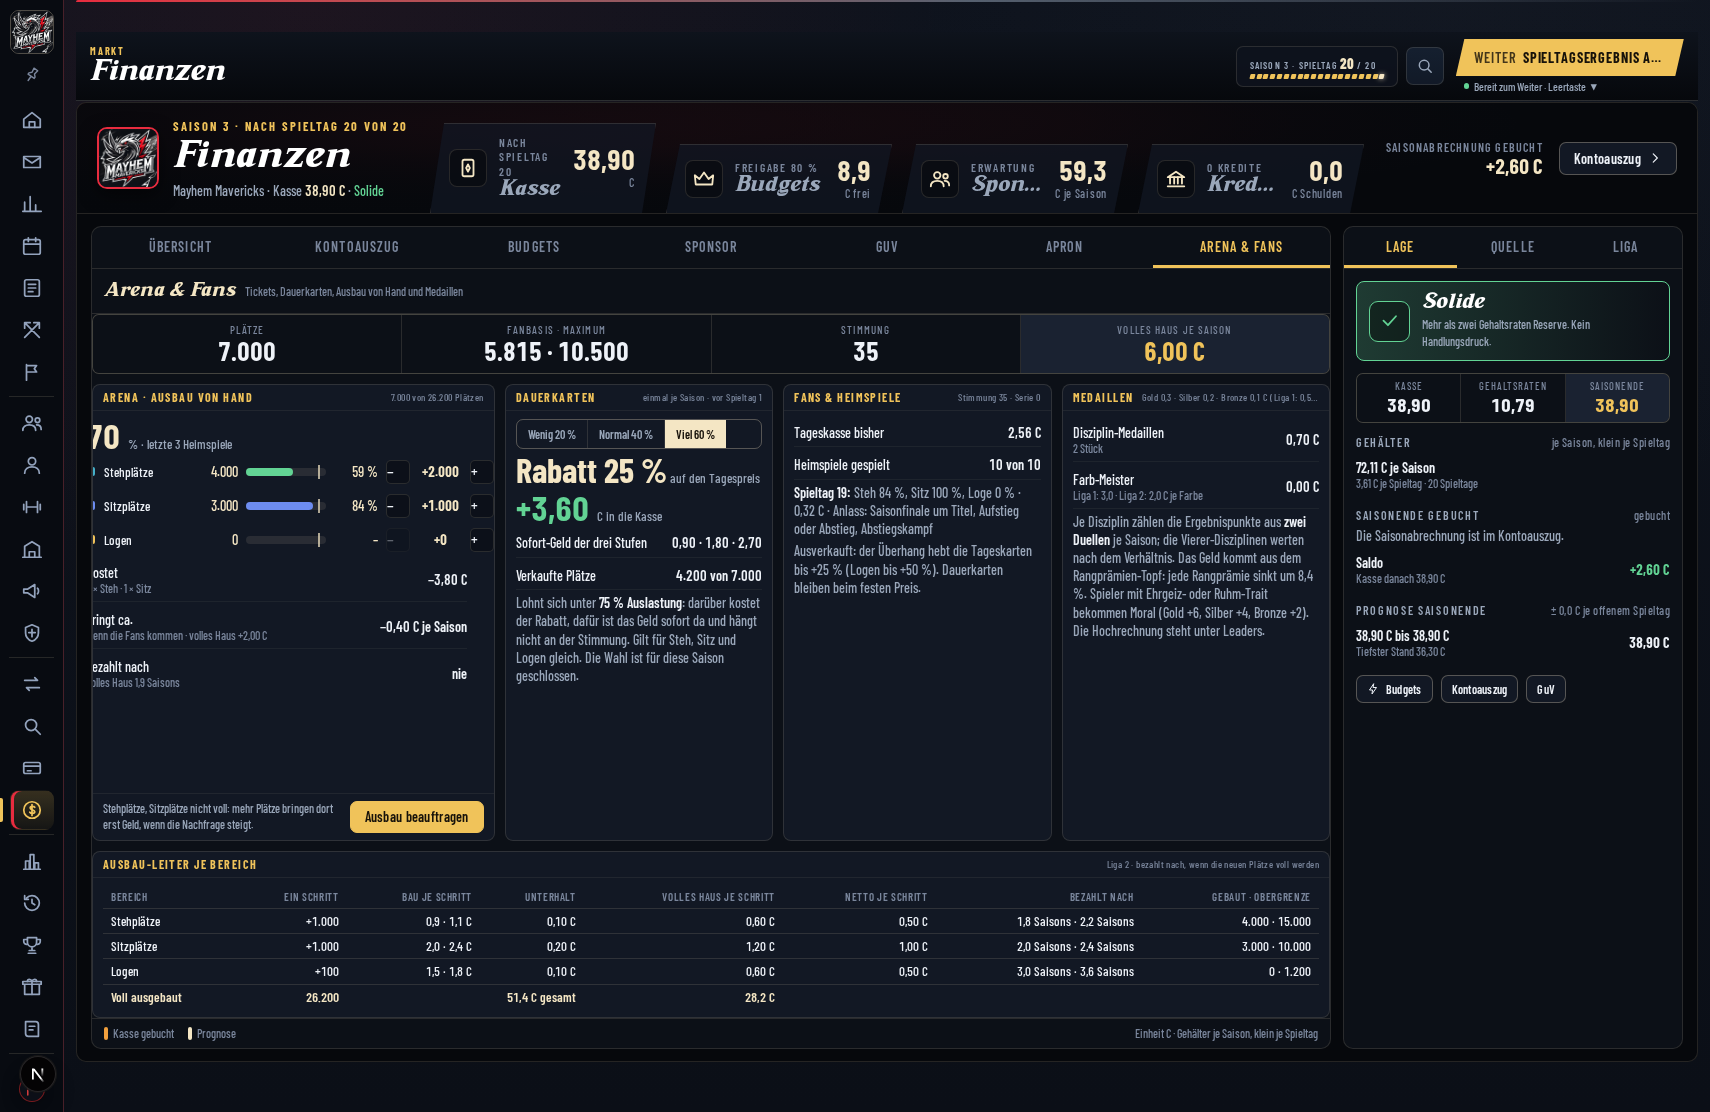 MARKT
Finanzen
SAISON 3 · SPIELTAG 20 / 20
WEITER SPIELTAGSERGEBNIS A...
Bereit zum Weiter · Leertaste ▼
MAYHEM
SAISON 3 · NACH SPIELTAG 20 VON 20
Finanzen
Mayhem Mavericks · Kasse 38,90 C · Solide
NACH SPIELTAG 20
Kasse
38,90
C
FREIGABE 80 %
Budgets
8,9
C frei
ERWARTUNG
Spon...
59,3
C je Saison
0 KREDITE
Kred...
0,0
C Schulden
SAISONABRECHNUNG GEBUCHT
+2,60 C
Kontoauszug
ÜBERSICHT
KONTOAUSZUG
BUDGETS
SPONSOR
GUV
APRON
ARENA & FANS
Arena & Fans Tickets, Dauerkarten, Ausbau von Hand und Medaillen
PLÄTZE
7.000
FANBASIS · MAXIMUM
5.815 · 10.500
STIMMUNG
35
VOLLES HAUS JE SAISON
6,00 C
ARENA · AUSBAU VON HAND 7.000 von 26.200 Plätzen
70 % · letzte 3 Heimspiele
Stehplätze 4.000 59 % – +2.000 +
Sitzplätze 3.000 84 % – +1.000 +
Logen 0 – – +0 +
ostet
× Steh · 1 × Sitz
–3,80 C
ringt ca.
enn die Fans kommen · volles Haus +2,00 C
–0,40 C je Saison
ezahlt nach
olles Haus 1,9 Saisons
nie
Stehplätze, Sitzplätze nicht voll: mehr Plätze bringen dort
erst Geld, wenn die Nachfrage steigt.
Ausbau beauftragen
DAUERKARTEN einmal je Saison · vor Spieltag 1
Wenig 20 % Normal 40 % Viel 60 %
Rabatt 25 % auf den Tagespreis
+3,60 C in die Kasse
Sofort-Geld der drei Stufen 0,90 · 1,80 · 2,70
Verkaufte Plätze 4.200 von 7.000
Lohnt sich unter 75 % Auslastung: darüber kostet
der Rabatt, dafür ist das Geld sofort da und hängt
nicht an der Stimmung. Gilt für Steh, Sitz und
Logen gleich. Die Wahl ist für diese Saison
geschlossen.
FANS & HEIMSPIELE Stimmung 35 · Serie 0
Tageskasse bisher 2,56 C
Heimspiele gespielt 10 von 10
Spieltag 19: Steh 84 %, Sitz 100 %, Loge 0 % ·
0,32 C · Anlass: Saisonfinale um Titel, Aufstieg
oder Abstieg, Abstiegskampf
Ausverkauft: der Überhang hebt die Tageskarten
bis +25 % (Logen bis +50 %). Dauerkarten
bleiben beim festen Preis.
MEDAILLEN Gold 0,3 · Silber 0,2 · Bronze 0,1 C (Liga 1: 0,5...
Disziplin-Medaillen
2 Stück
0,70 C
Farb-Meister
Liga 1: 3,0 · Liga 2: 2,0 C je Farbe
0,00 C
Je Disziplin zählen die Ergebnispunkte aus zwei
Duellen je Saison; die Vierer-Disziplinen werten
nach dem Verhältnis. Das Geld kommt aus dem
Rangprämien-Topf: jede Rangprämie sinkt um 8,4
%. Spieler mit Ehrgeiz- oder Ruhm-Trait
bekommen Moral (Gold +6, Silber +4, Bronze +2).
Die Hochrechnung steht unter Leaders.
AUSBAU-LEITER JE BEREICH Liga 2 · bezahlt nach, wenn die neuen Plätze voll werden
BEREICH EIN SCHRITT BAU JE SCHRITT UNTERHALT VOLLES HAUS JE SCHRITT NETTO JE SCHRITT BEZAHLT NACH GEBAUT · OBERGRENZE
Stehplätze +1.000 0,9 · 1,1 C 0,10 C 0,60 C 0,50 C 1,8 Saisons · 2,2 Saisons 4.000 · 15.000
Sitzplätze +1.000 2,0 · 2,4 C 0,20 C 1,20 C 1,00 C 2,0 Saisons · 2,4 Saisons 3.000 · 10.000
Logen +100 1,5 · 1,8 C 0,10 C 0,60 C 0,50 C 3,0 Saisons · 3,6 Saisons 0 · 1.200
Voll ausgebaut 26.200 51,4 C gesamt 28,2 C
Kasse gebucht Prognose
Einheit C · Gehälter je Saison, klein je Spieltag
LAGE
QUELLE
LIGA
Solide
Mehr als zwei Gehaltsraten Reserve. Kein
Handlungsdruck.
KASSE
38,90
GEHALTSRATEN
10,79
SAISONENDE
38,90
GEHÄLTER je Saison, klein je Spieltag
72,11 C je Saison
3,61 C je Spieltag · 20 Spieltage
SAISONENDE GEBUCHT gebucht
Die Saisonabrechnung ist im Kontoauszug.
Saldo
Kasse danach 38,90 C
+2,60 C
PROGNOSE SAISONENDE ± 0,0 C je offenem Spieltag
38,90 C bis 38,90 C
Tiefster Stand 36,30 C
38,90 C
Budgets
Kontoauszug
GuV
N